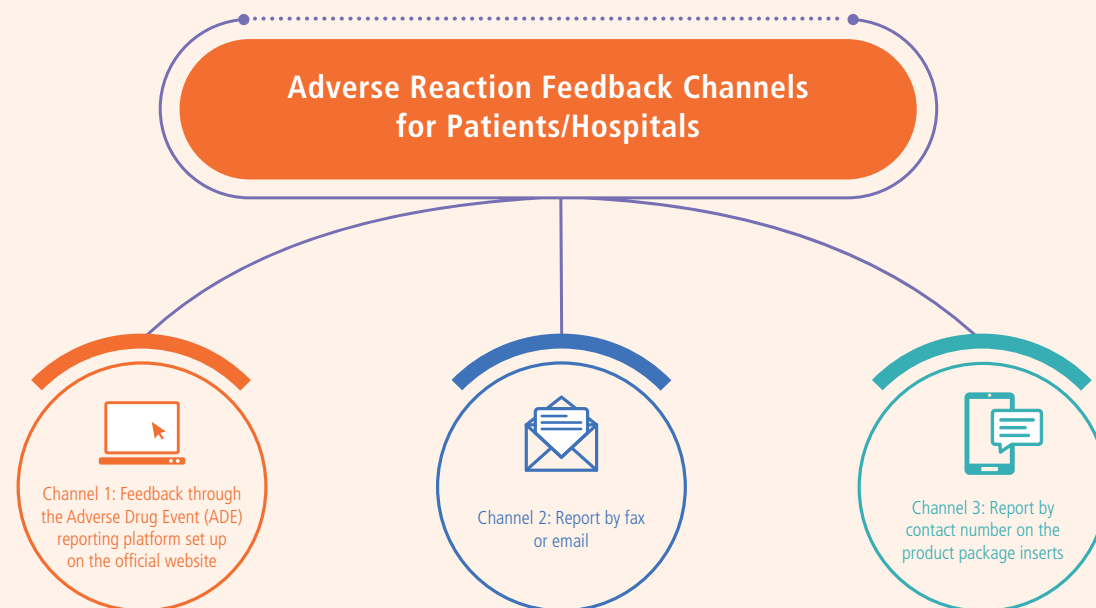 Adverse Reaction Feedback Channels
for Patients/Hospitals
Channel 1: Feedback through
the Adverse Drug Event (ADE)
reporting platform set up
on the official website
Channel 2: Report by fax
or email
Channel 3: Report by
contact number on the
product package inserts